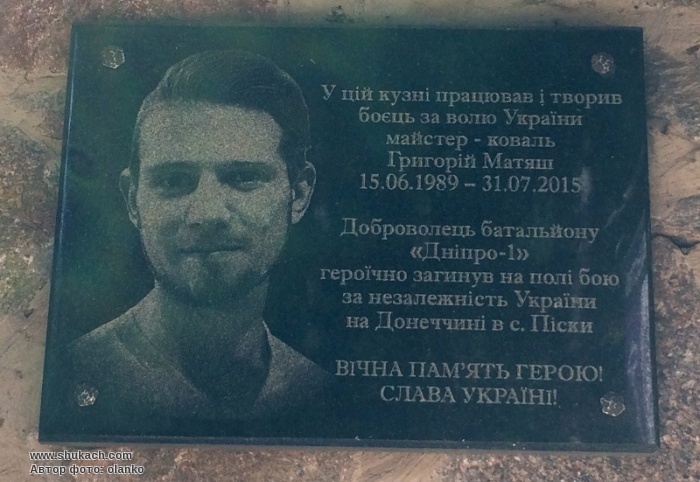 У цій кузні працював і творив
боєць за волю України
майстер - коваль
Григорій Матяш
15.06.1989 – 31.07.2015
Доброволець батальйону
«Дніпро-1»
героїчно загинув на полі бою
за незалежність України
на Донеччині в с. Піски
ВІЧНА ПАМ'ЯТЬ ГЕРОЮ!
СЛАВА УКРАЇНІ!
www.shukach.com
Автор фото: olanko